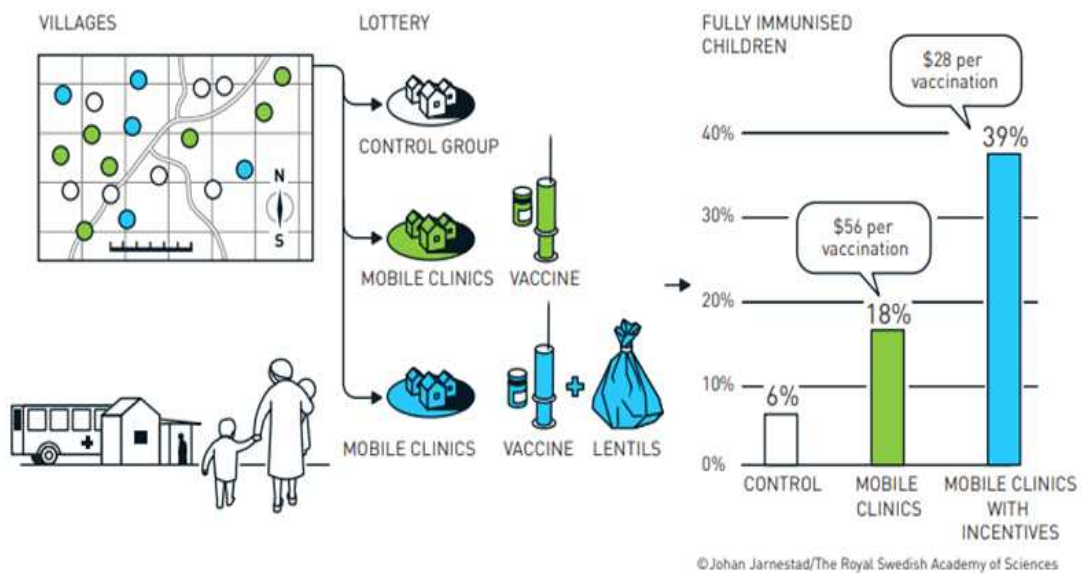 VILLAGES
LOTTERY
FULLY IMMUNISED
CHILDREN
N
S
CONTROL GROUP
MOBILE CLINICS
VACCINE
MOBILE CLINICS
VACCINE
+
LENTILS
$28 per
vaccination
$56 per
vaccination
40%
30%
20%
10%
0%
6%
18%
39%
CONTROL
MOBILE
CLINICS
MOBILE CLINICS
WITH
INCENTIVES
©Johan Jarnestad/The Royal Swedish Academy of Sciences